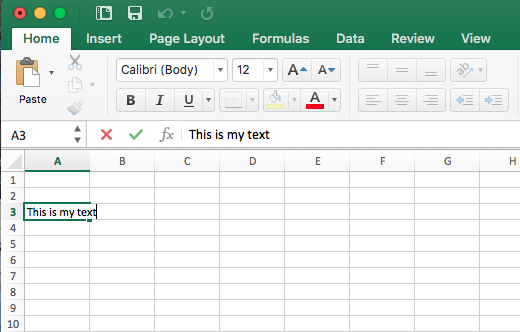 Home Insert Page Layout Formulas Data Review View
Paste
Calibri (Body) 12 A A
B I U A ab
A3 fx This is my text
A B C D E F G H
1
2
3 This is my text
4
5
6
7
8
9
10